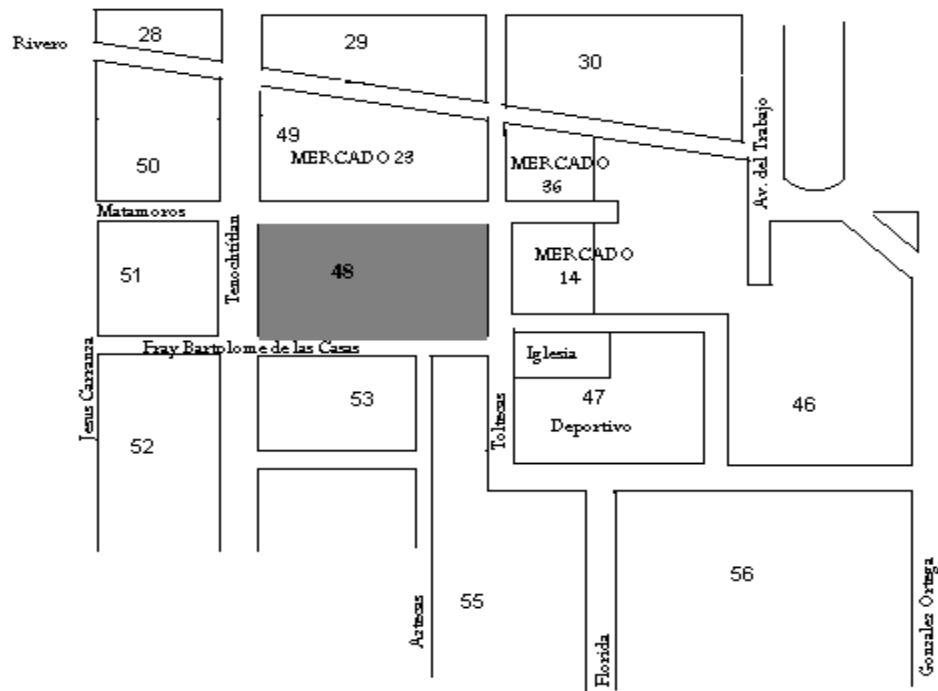 28
29
30
Rivero
49
MERCADO 23
50
MERCADO
36
Av. del Trabajo
Matamoros
Tenochtítlan
51
48
MERCADO
14
Fray Bartolome de las Casas
Iglesia
Jesus Carranza
53
47
46
Toltecas
Deportivo
52
56
55
Aztecas
Florida
Gonzalez Ortega